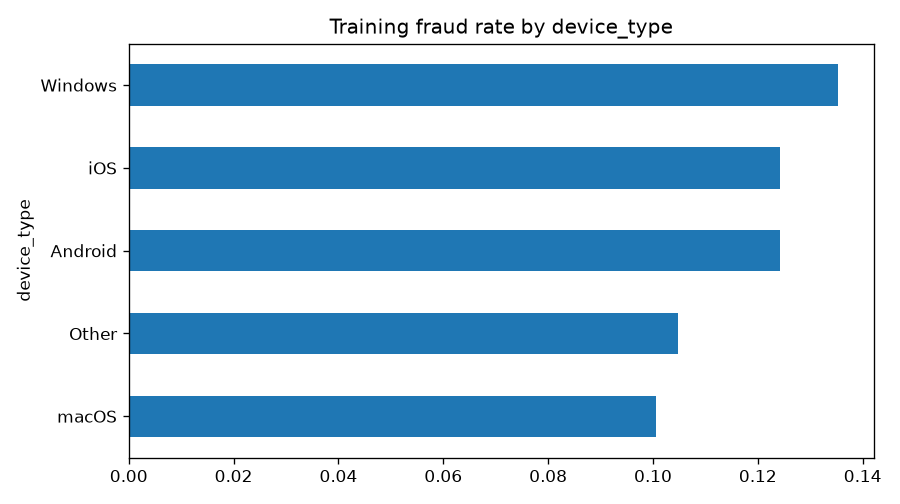 Training fraud rate by device_type
device_type
Windows
iOS
Android
Other
macOS
0.00 0.02 0.04 0.06 0.08 0.10 0.12 0.14